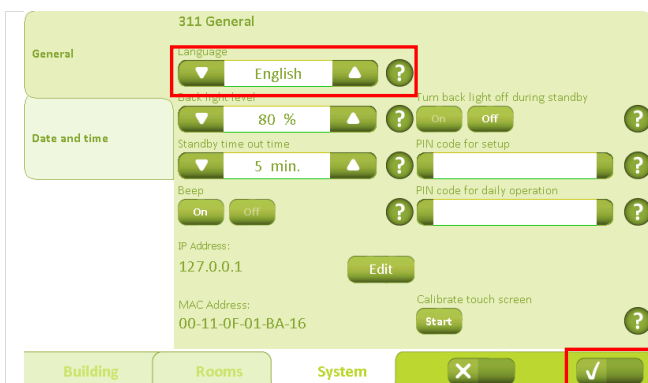 311 General
General
Language
English
?
Back light level
Turn back light off during standby
80 %
?
On
Off
?
Date and time
Standby time out time
PIN code for setup
5 min.
?
?
Beep
PIN code for daily operation
On
Off
?
?
IP Address:
127.0.0.1
Edit
MAC Address:
Calibrate touch screen
00-11-0F-01-BA-16
Start
?
Building
Rooms
System